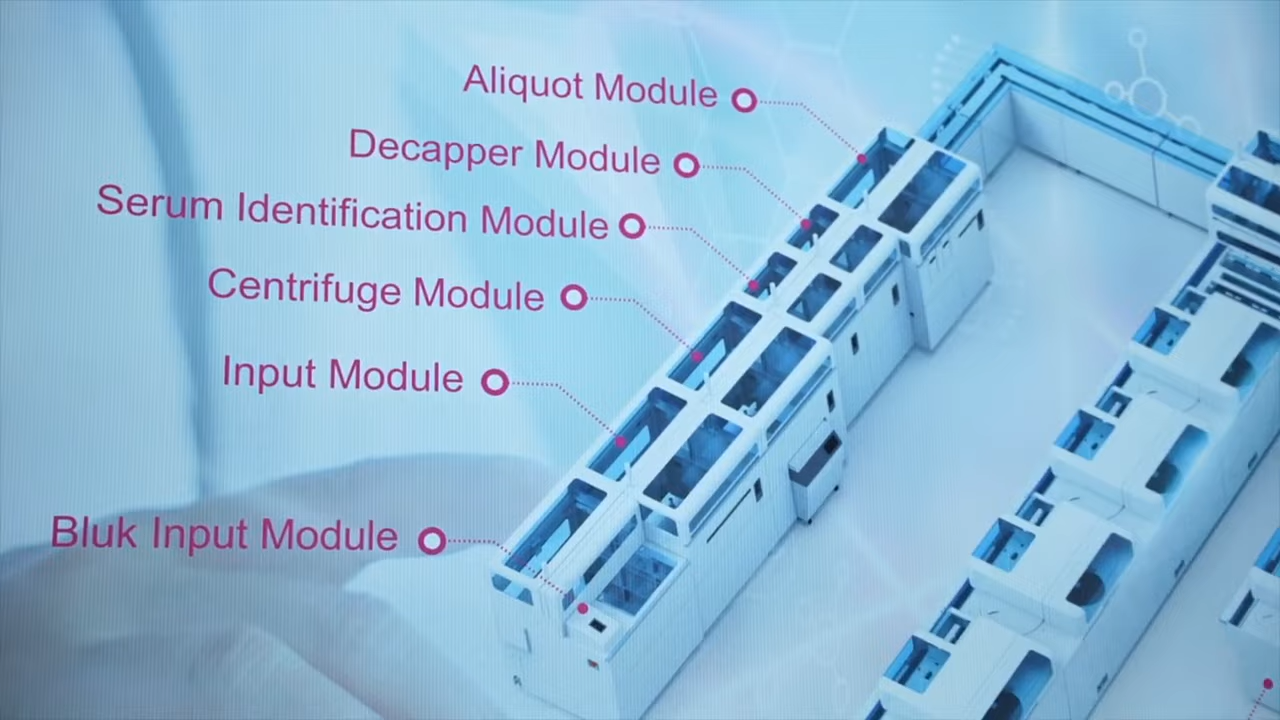 Aliquot Module
Decapper Module
Serum Identification Module
Centrifuge Module
Input Module
Bluk Input Module